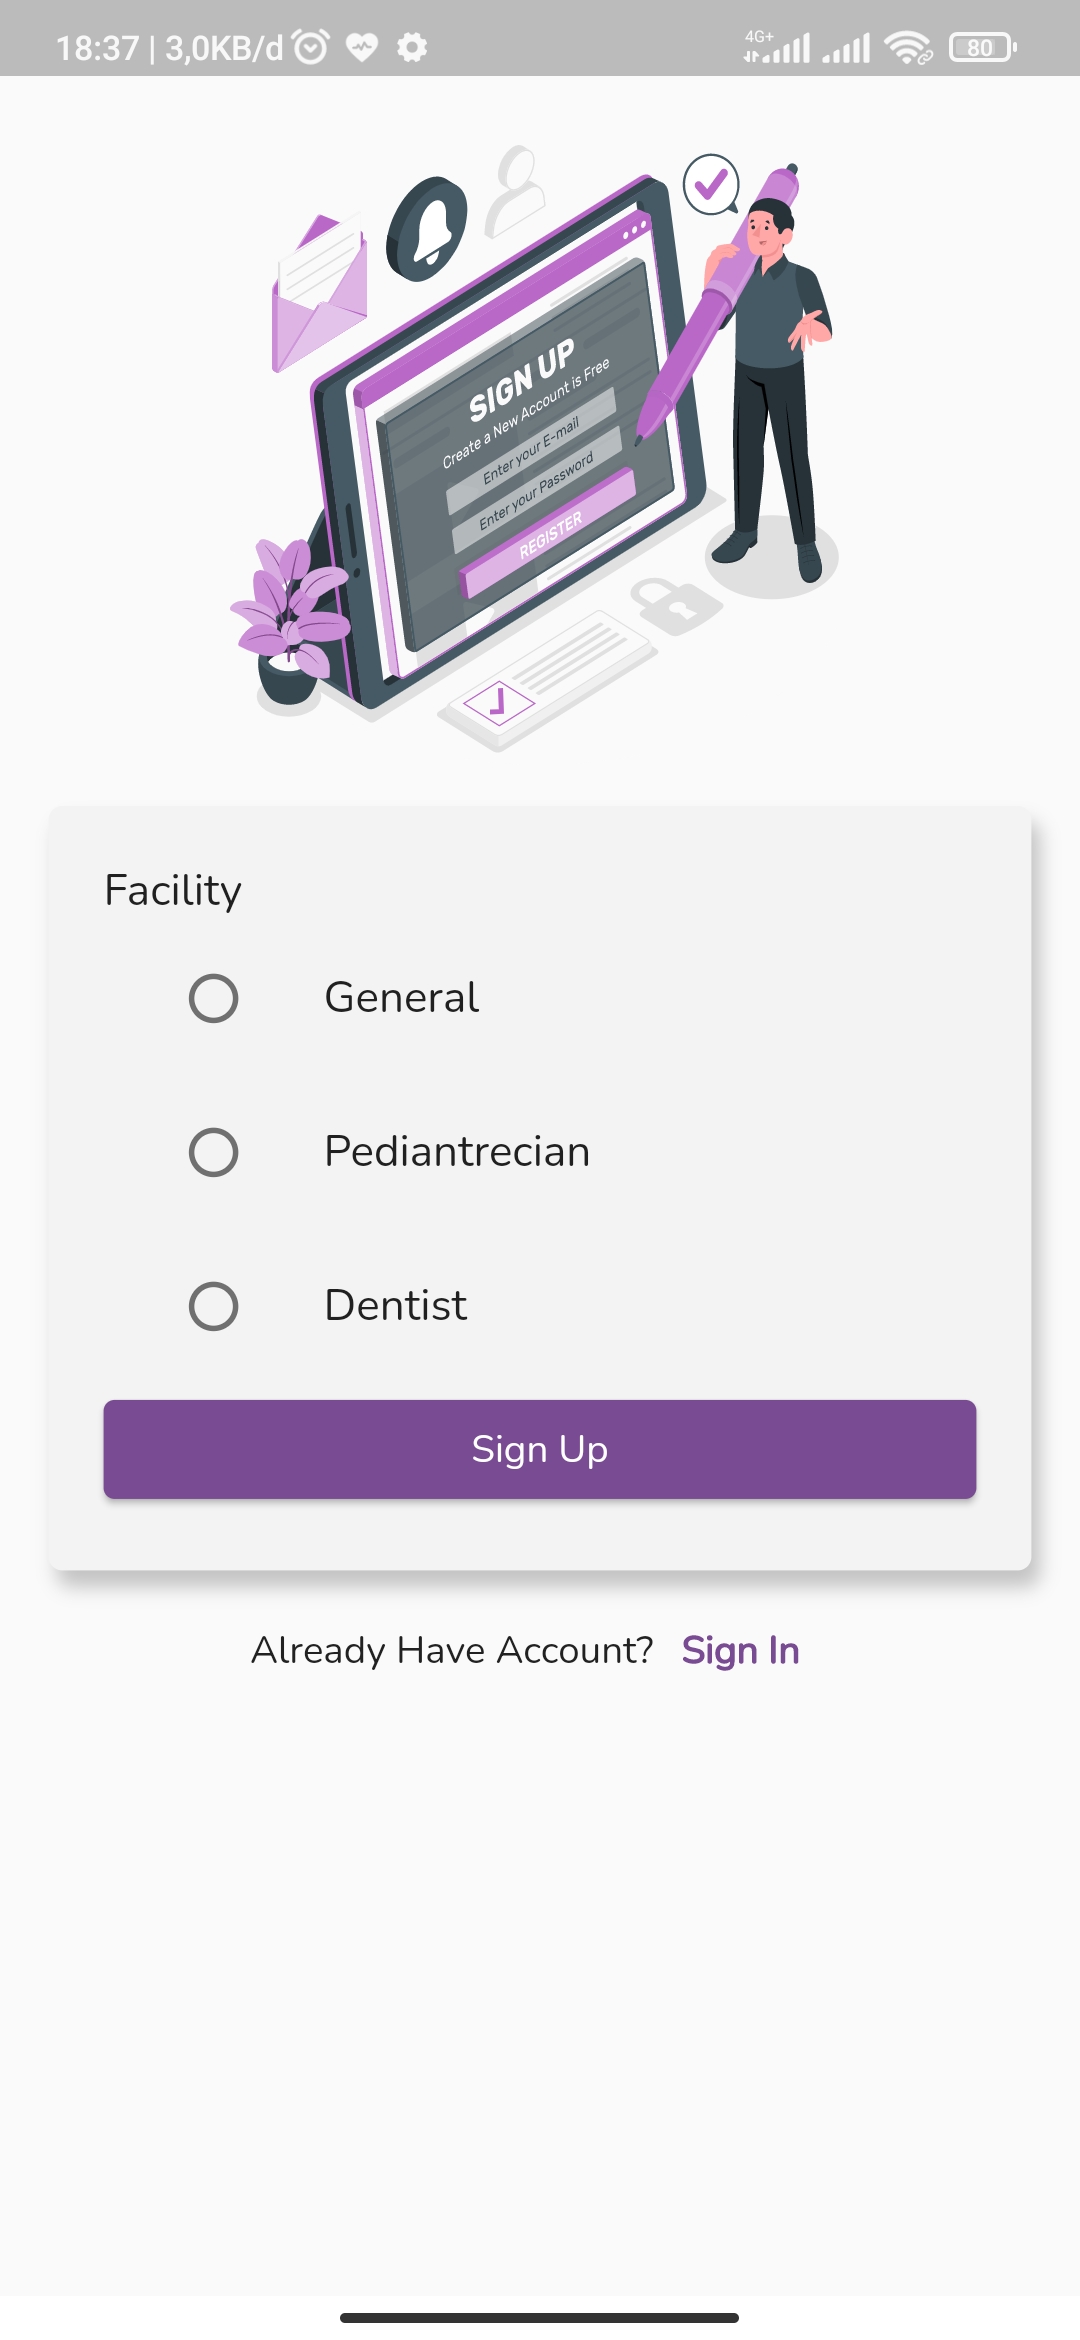 18:37 | 3,0KB/d
4G+
80
SIGN UP
Create a New Account is Free
Enter your E-mail
Enter your Password
REGISTER
Facility
General
Pediantrecian
Dentist
Sign Up
Already Have Account? Sign In